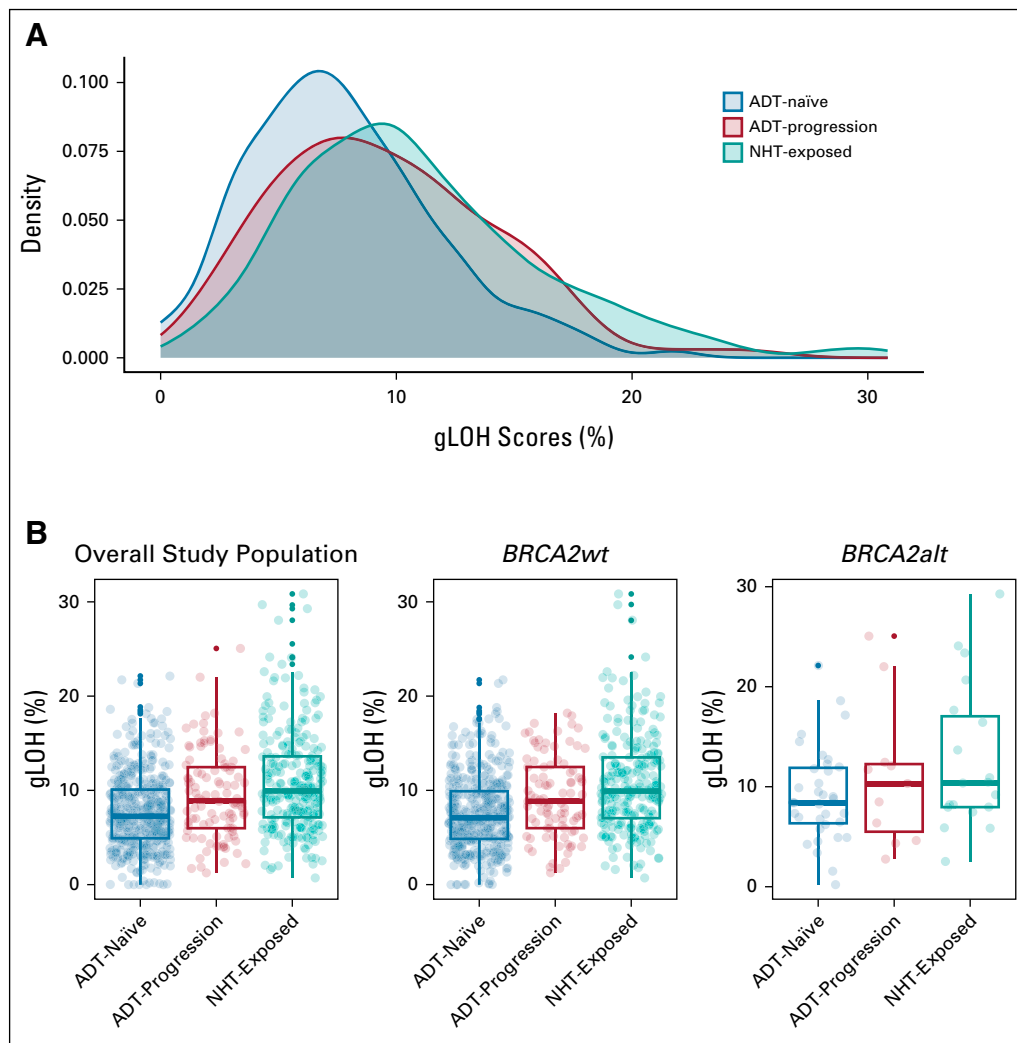 A
0.100
0.075
0.050
0.025
0.000
Density
0
10
20
30
gLOH Scores (%)
ADT-naïve
ADT-progression
NHT-exposed
B
Overall Study Population
BRCA2wt
BRCA2alt
gLOH (%)
30
20
10
0
ADT-Naïve
ADT-Progression
NHT-Exposed
gLOH (%)
30
20
10
0
ADT-Naïve
ADT-Progression
NHT-Exposed
gLOH (%)
30
20
10
0
ADT-Naïve
ADT-Progression
NHT-Exposed